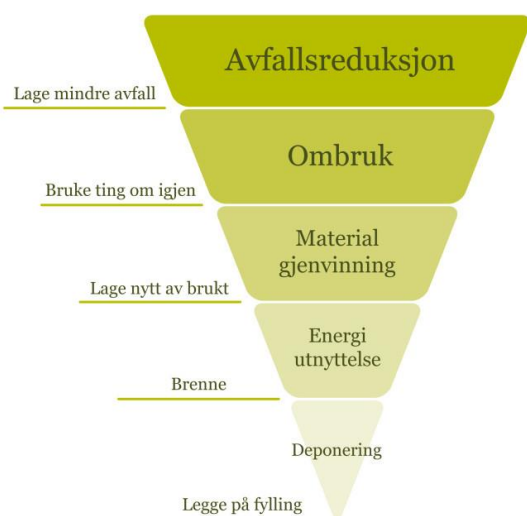 Avfallsreduksjon
Lage mindre avfall
Ombruk
Bruke ting om igjen
Material
gjenvinning
Lage nytt av brukt
Energi
utnyttelse
Brenne
Deponering
Legge på fylling